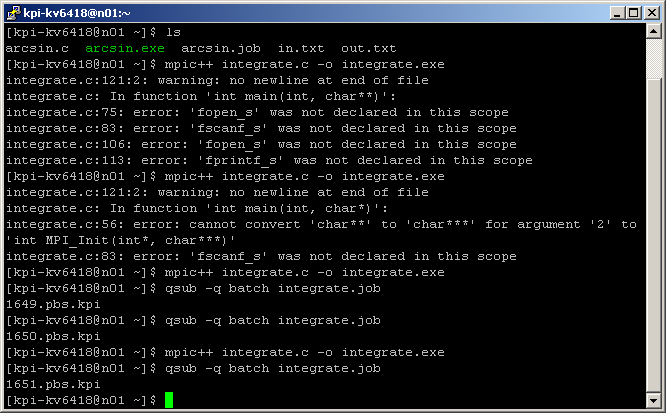 kpi-kv6418@n01:~
[kpi-kv6418@n01 ~]$ ls
arcsin.c  arcsin.exe  arcsin.job  in.txt  out.txt
[kpi-kv6418@n01 ~]$ mpic++ integrate.c -o integrate.exe
integrate.c:121:2: warning: no newline at end of file
integrate.c: In function 'int main(int, char**)':
integrate.c:75: error: 'fopen_s' was not declared in this scope
integrate.c:83: error: 'fscanf_s' was not declared in this scope
integrate.c:106: error: 'fopen_s' was not declared in this scope
integrate.c:113: error: 'fprintf_s' was not declared in this scope
[kpi-kv6418@n01 ~]$ mpic++ integrate.c -o integrate.exe
integrate.c:121:2: warning: no newline at end of file
integrate.c: In function 'int main(int, char*)':
integrate.c:56: error: cannot convert 'char**' to 'char***' for argument '2' to
'int MPI_Init(int*, char***)'
integrate.c:83: error: 'fscanf_s' was not declared in this scope
[kpi-kv6418@n01 ~]$ mpic++ integrate.c -o integrate.exe
[kpi-kv6418@n01 ~]$ qsub -q batch integrate.job
1649.pbs.kpi
[kpi-kv6418@n01 ~]$ qsub -q batch integrate.job
1650.pbs.kpi
[kpi-kv6418@n01 ~]$ mpic++ integrate.c -o integrate.exe
[kpi-kv6418@n01 ~]$ qsub -q batch integrate.job
1651.pbs.kpi
[kpi-kv6418@n01 ~]$